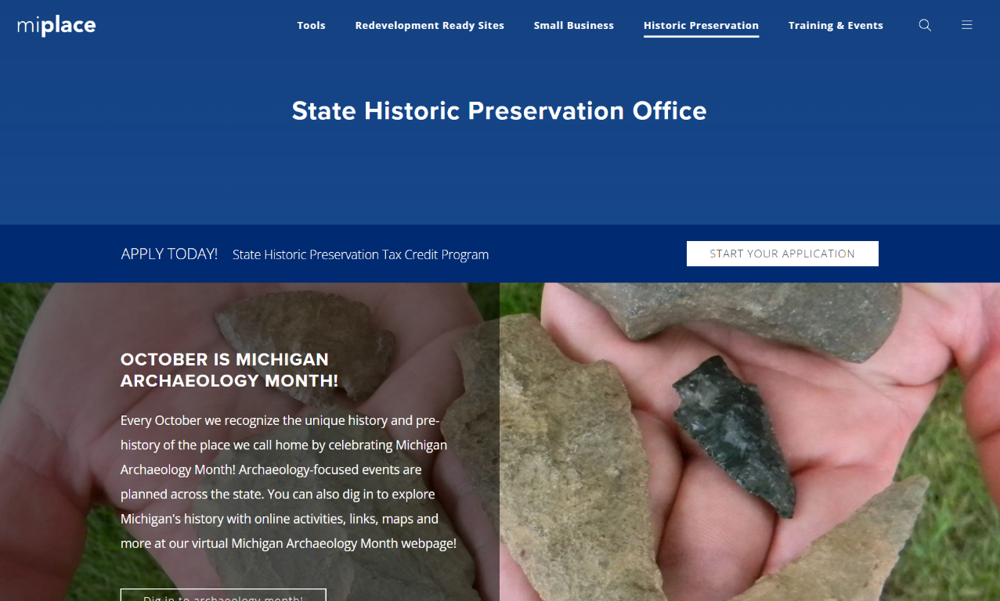 miplace
Tools
Redevelopment Ready Sites
Small Business
Historic Preservation
Training & Events
State Historic Preservation Office
APPLY TODAY!
State Historic Preservation Tax Credit Program
START YOUR APPLICATION
OCTOBER IS MICHIGAN
ARCHAEOLOGY MONTH!
Every October we recognize the unique history and pre-
history of the place we call home by celebrating Michigan
Archaeology Month! Archaeology-focused events are
planned across the state. You can also dig in to explore
Michigan's history with online activities, links, maps and
more at our virtual Michigan Archaeology Month webpage!
Dig in to archaeology month!